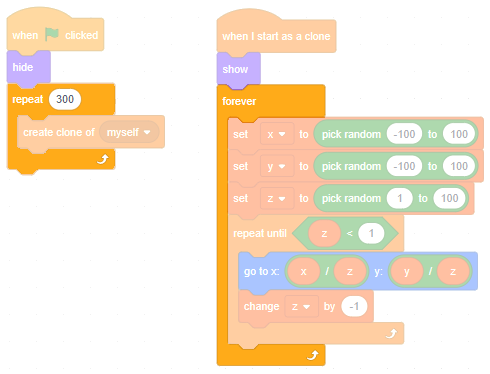 when clicked
hide
repeat 300
create clone of myself
when I start as a clone
show
forever
set x to pick random -100 to 100
set y to pick random -100 to 100
set z to pick random 1 to 100
repeat until z < 1
go to x: x / z y: y / z
change z by -1